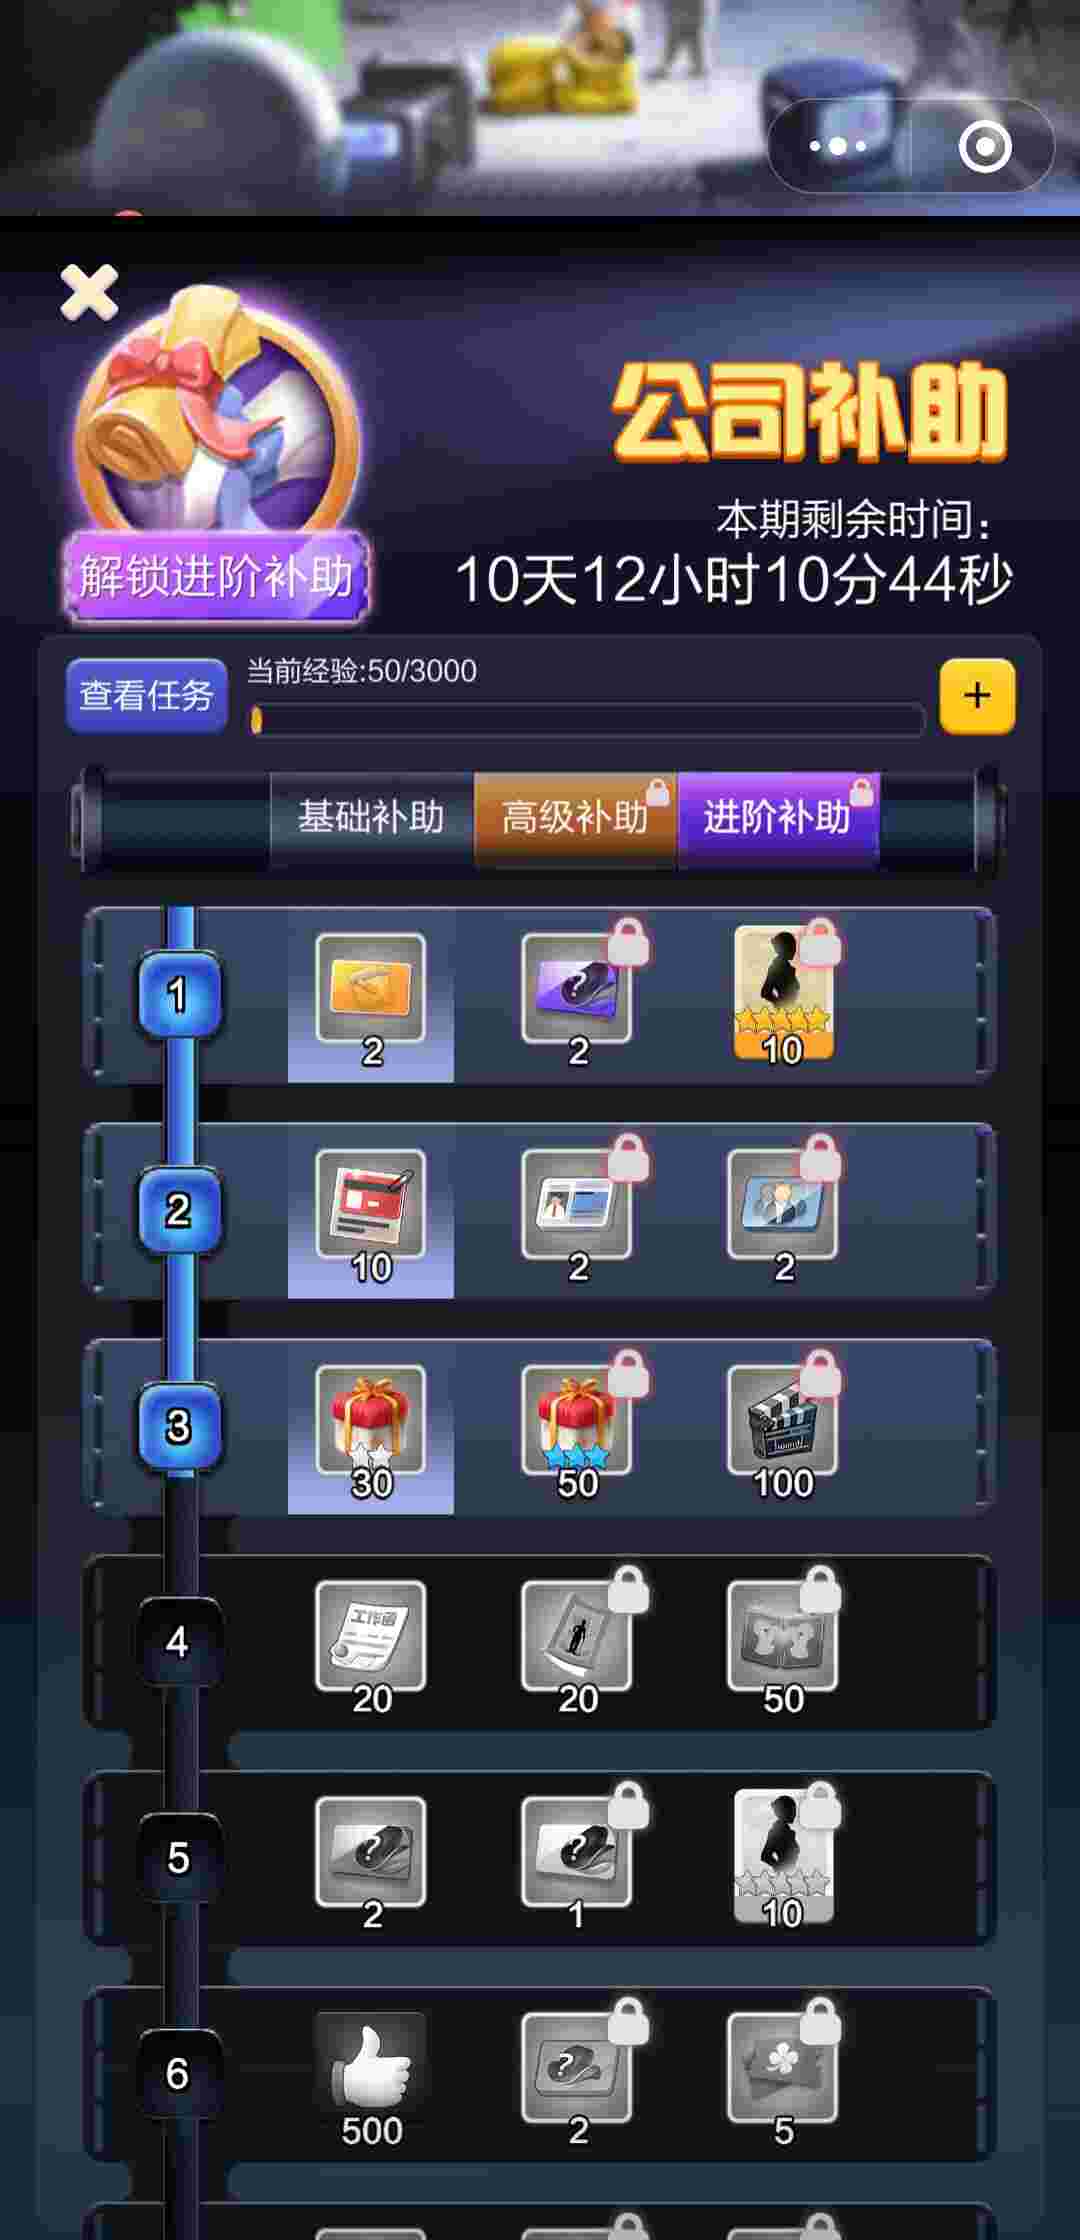 公司补助
本期剩余时间：
10天12小时10分44秒
解锁进阶补助
查看任务
当前经验:50/3000
+
基础补助 高级补助 进阶补助
1
2 ? 2 10
2
10 2 2
3
30 50 100
4
工作函
20 20 50
5
? 2 ? 1 10
6
500 ? 2 5